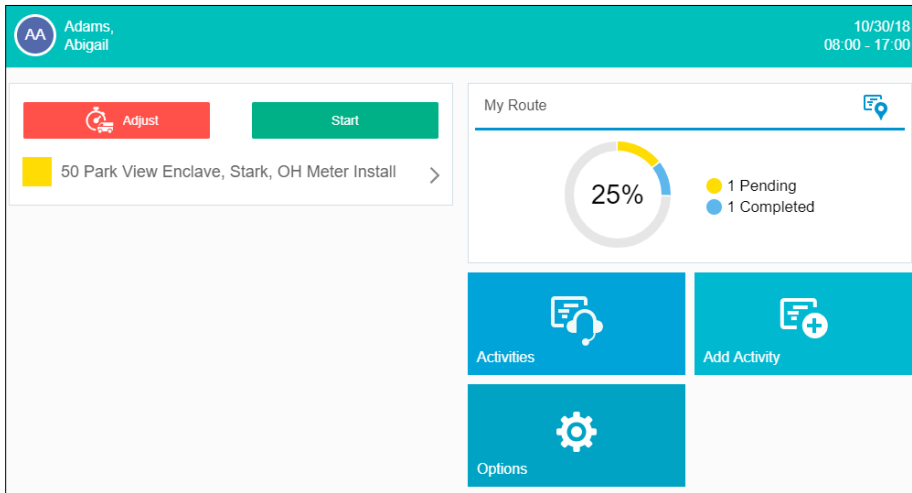 AA
Adams,
Abigail
10/30/18
08:00 - 17:00
Adjust
Start
50 Park View Enclave, Stark, OH Meter Install
My Route
25%
1 Pending
1 Completed
Activities
Add Activity
Options